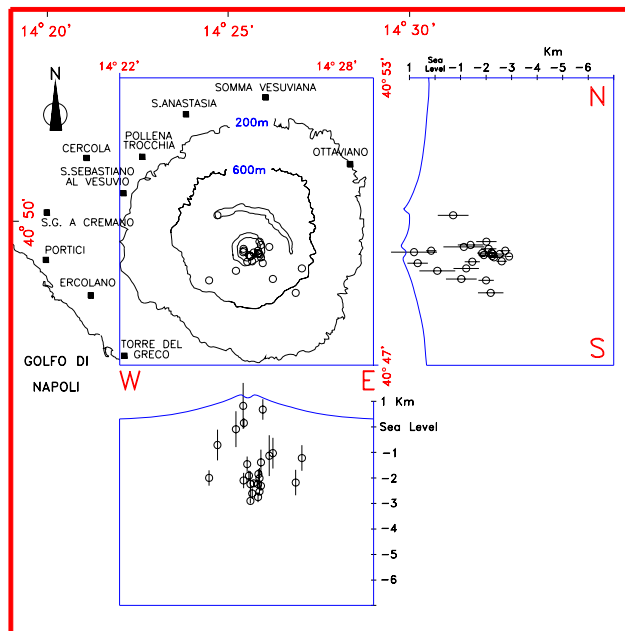 14° 20' 14° 25' 14° 30'
14° 22' 14° 28'
Km
1 Sea Level -1 -2 -3 -4 -5 -6
40° 53'
N
N
SOMMA VESUVIANA
S.ANASTASIA
200m
POLLENA
TROCCHIA
OTTAVIANO
CERCOLA
600m
S.SEBASTIANO
AL VESUVIO
40° 50'
S.G. A CREMANO
PORTICI
ERCOLANO
TORRE DEL
GRECO
GOLFO DI
NAPOLI
40° 47'
S
W E
1 Km
Sea Level
-1
-2
-3
-4
-5
-6